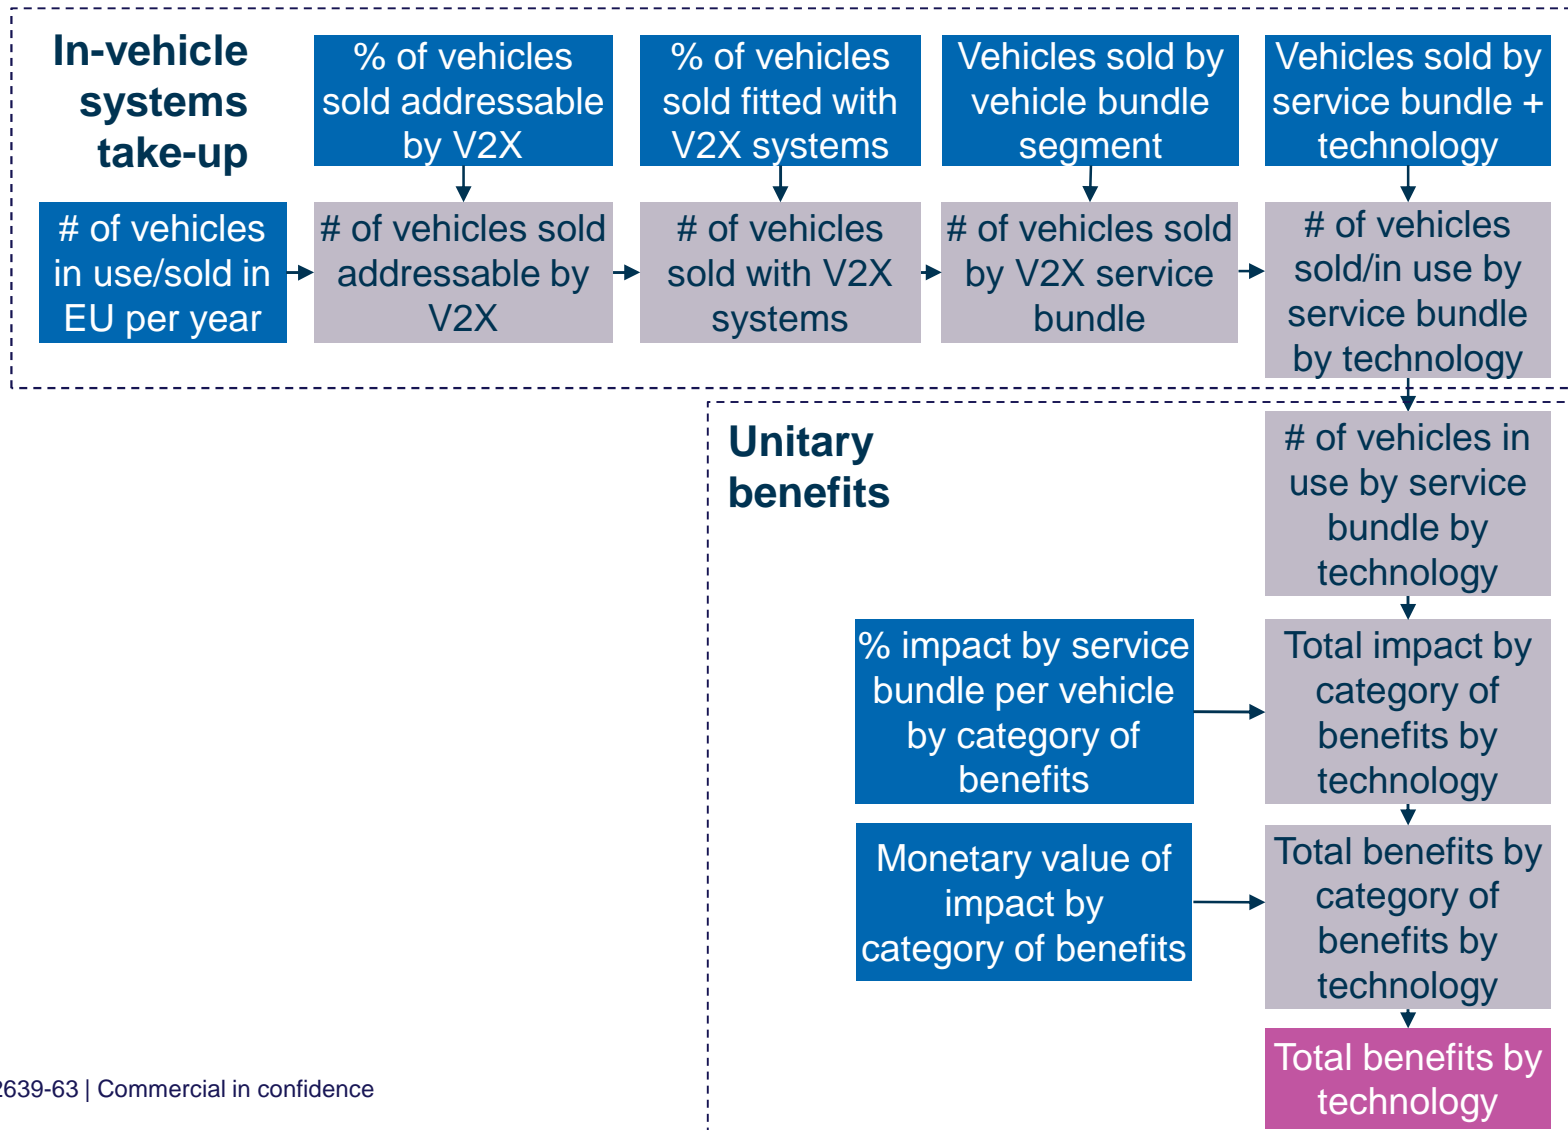 In-vehicle
systems
take-up
% of vehicles
sold addressable
by V2X
% of vehicles
sold fitted with
V2X systems
Vehicles sold by
vehicle bundle
segment
Vehicles sold by
service bundle +
technology
# of vehicles
in use/sold in
EU per year
# of vehicles sold
addressable by
V2X
# of vehicles
sold with V2X
systems
# of vehicles sold
by V2X service
bundle
# of vehicles
sold/in use by
service bundle
by technology
Unitary
benefits
# of vehicles in
use by service
bundle by
technology
% impact by service
bundle per vehicle
by category of
benefits
Total impact by
category of
benefits by
technology
Monetary value of
impact by
category of benefits
Total benefits by
category of
benefits by
technology
Total benefits by
technology
2639-63 | Commercial in confidence